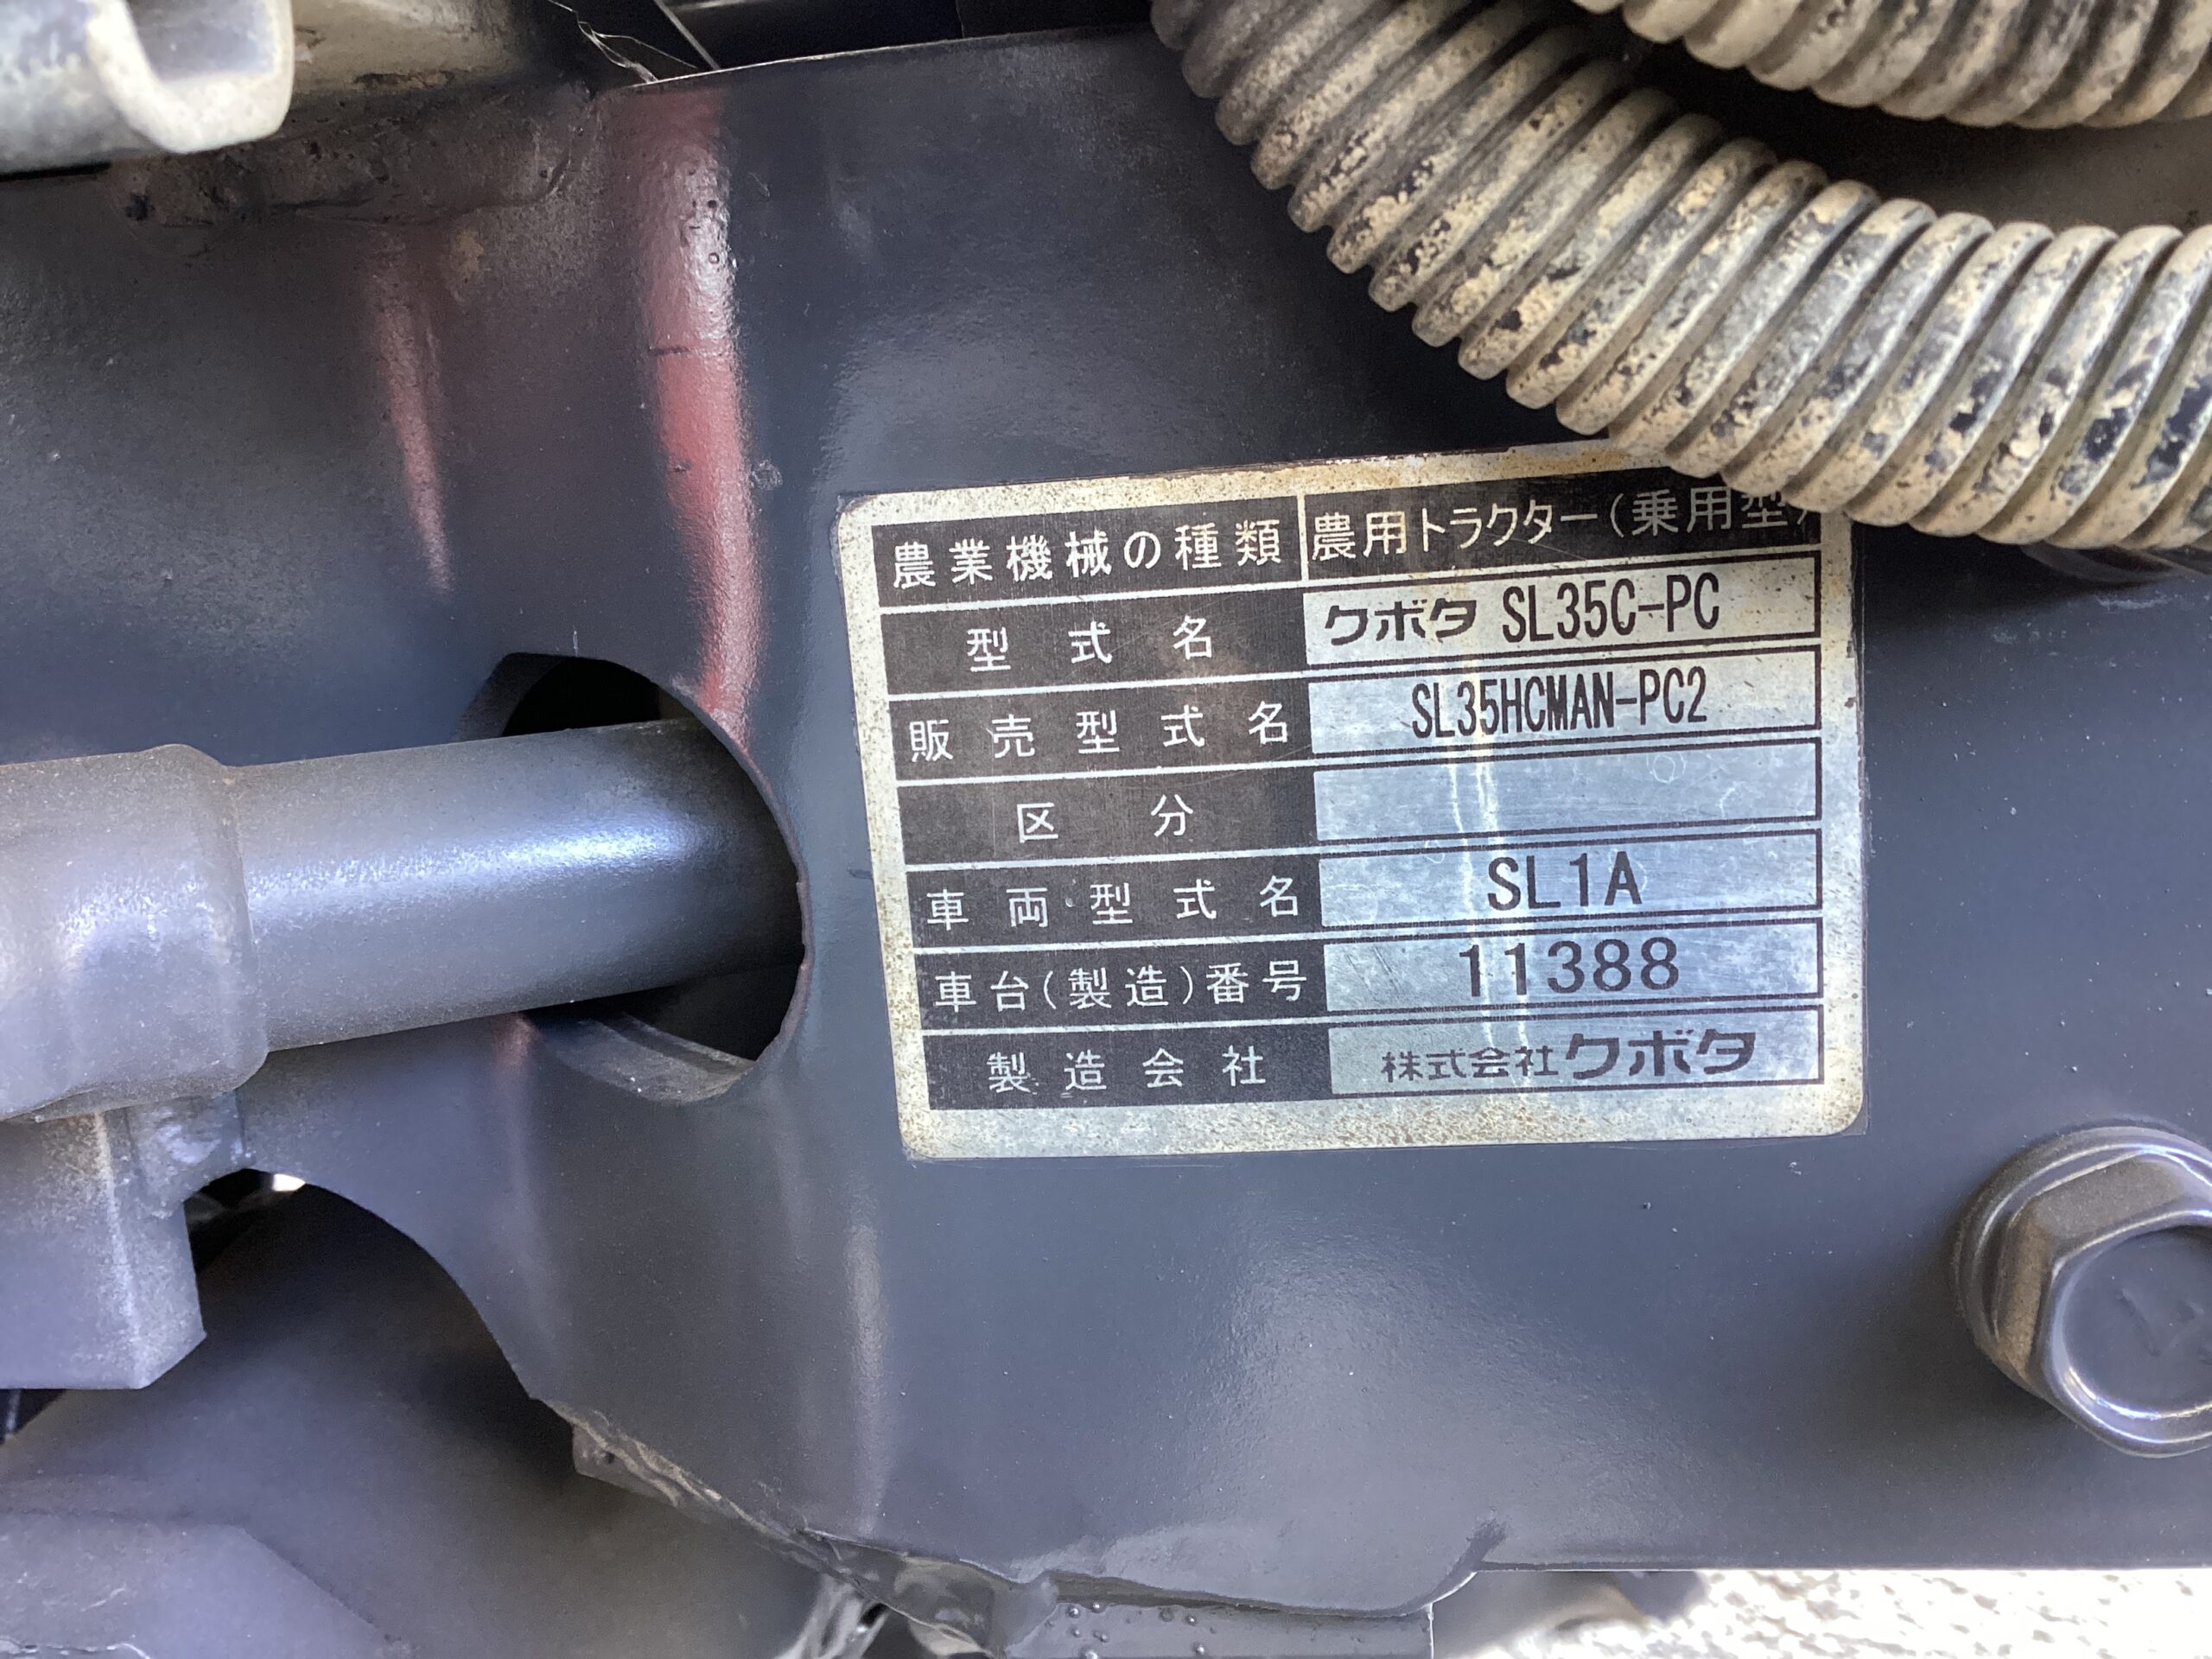 農業機械の種類 農用トラクター(乗用型)
型式名 クボタ SL35C-PC
販売型式名 SL35HCMAN-PC2
区分
車両型式名 SL1A
車台(製造)番号 11388
製造会社 株式会社クボタ